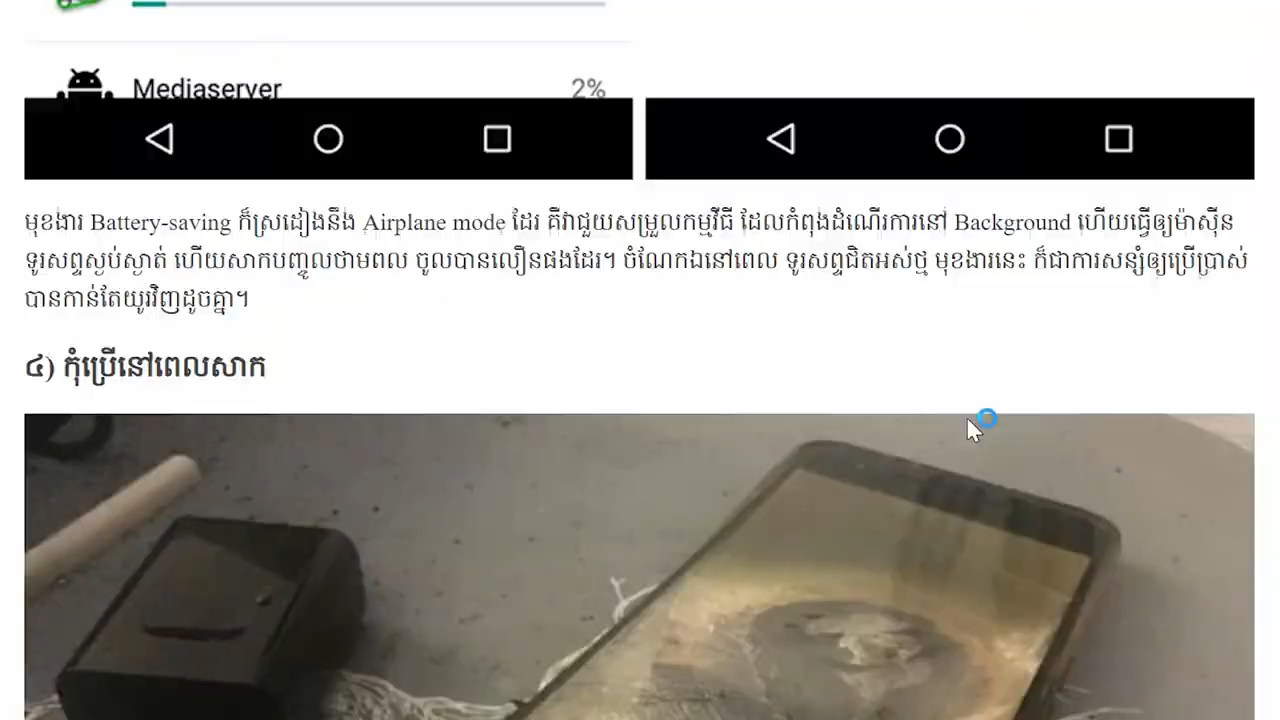 Mediaserver 2%
មុខងារ Battery-saving ក៏ស្រដៀងនឹង Airplane mode ដែរ គឺវាជួយសម្រួលកម្មវីធី ដែលកំពុងដំណើរការនៅ Background ហើយធ្វើឲ្យម៉ាស៊ីន
ទូរសព្ទស្ងប់ស្ងាត់ ហើយសាកបញ្ចូលថាមពល ចូលបានលឿនផងដែរ។ ចំណែកឯនៅពេល ទូរសព្ទជិតអស់ថ្ម មុខងារនេះ ក៏ជាការសន្សំឲ្យប្រើប្រាស់
បានកាន់តែយូរវិញដូចគ្នា។
៤) កុំប្រើនៅពេលសាក